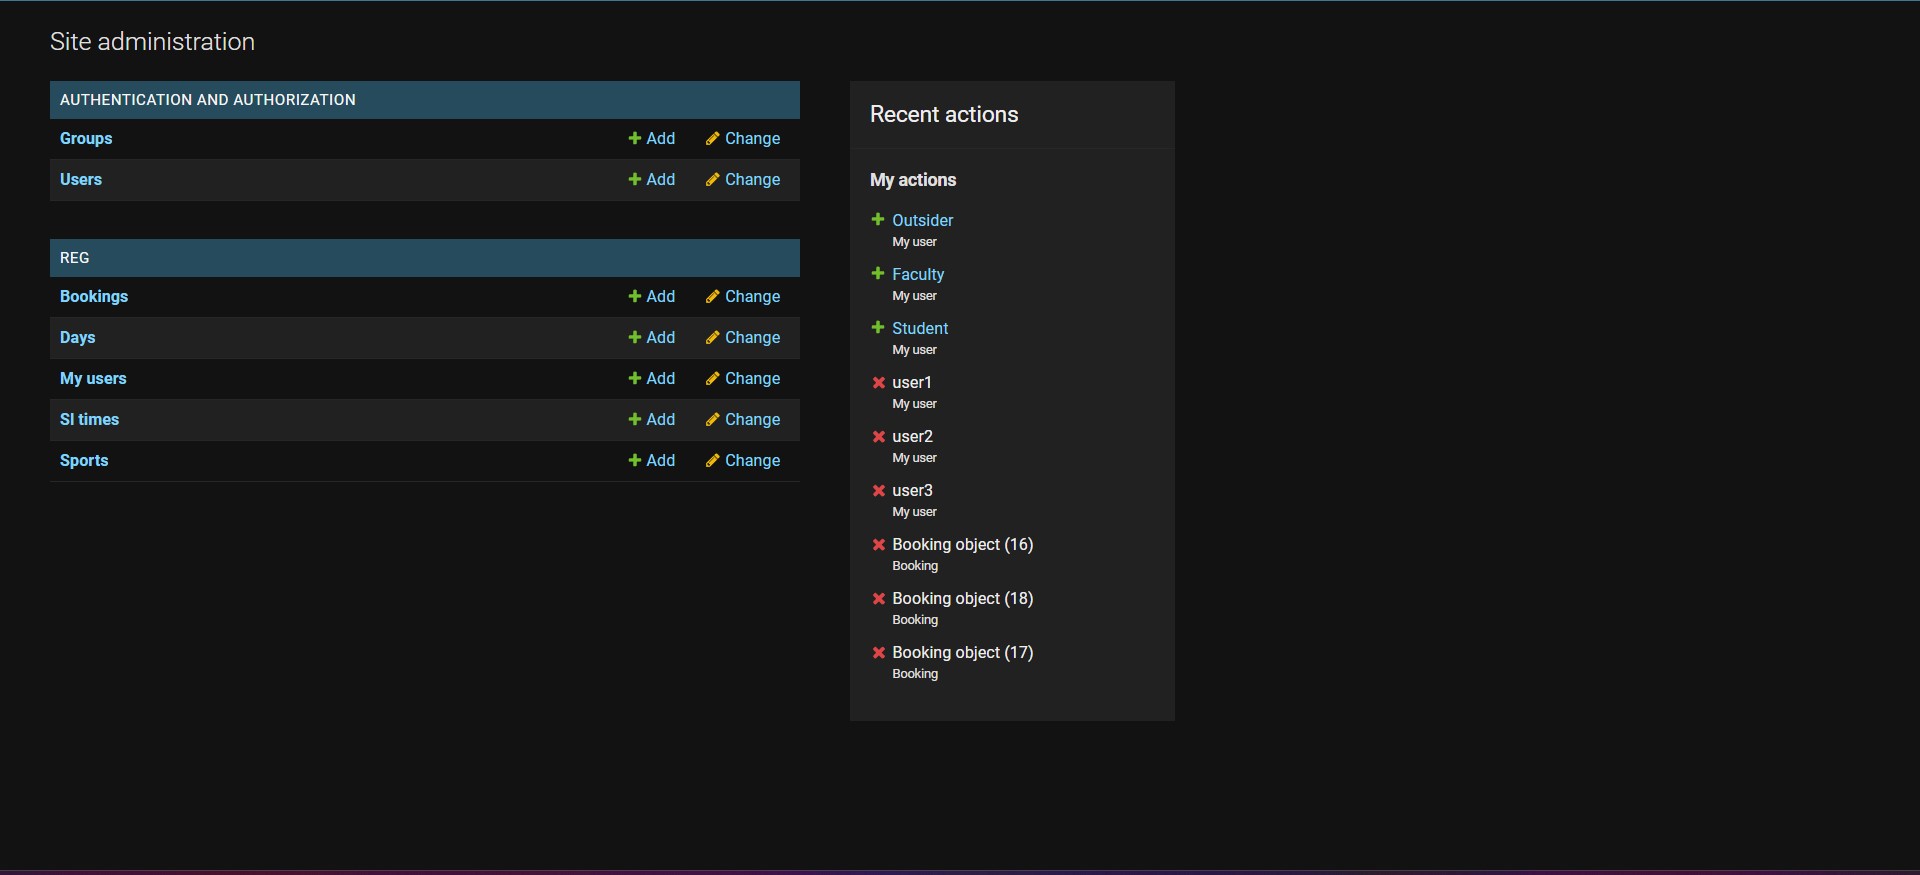 Site administration
AUTHENTICATION AND AUTHORIZATION
Groups Add Change
Users Add Change
REG
Bookings Add Change
Days Add Change
My users Add Change
Sl times Add Change
Sports Add Change
Recent actions
My actions
Outsider
My user
Faculty
My user
Student
My user
user1
My user
user2
My user
user3
My user
Booking object (16)
Booking
Booking object (18)
Booking
Booking object (17)
Booking